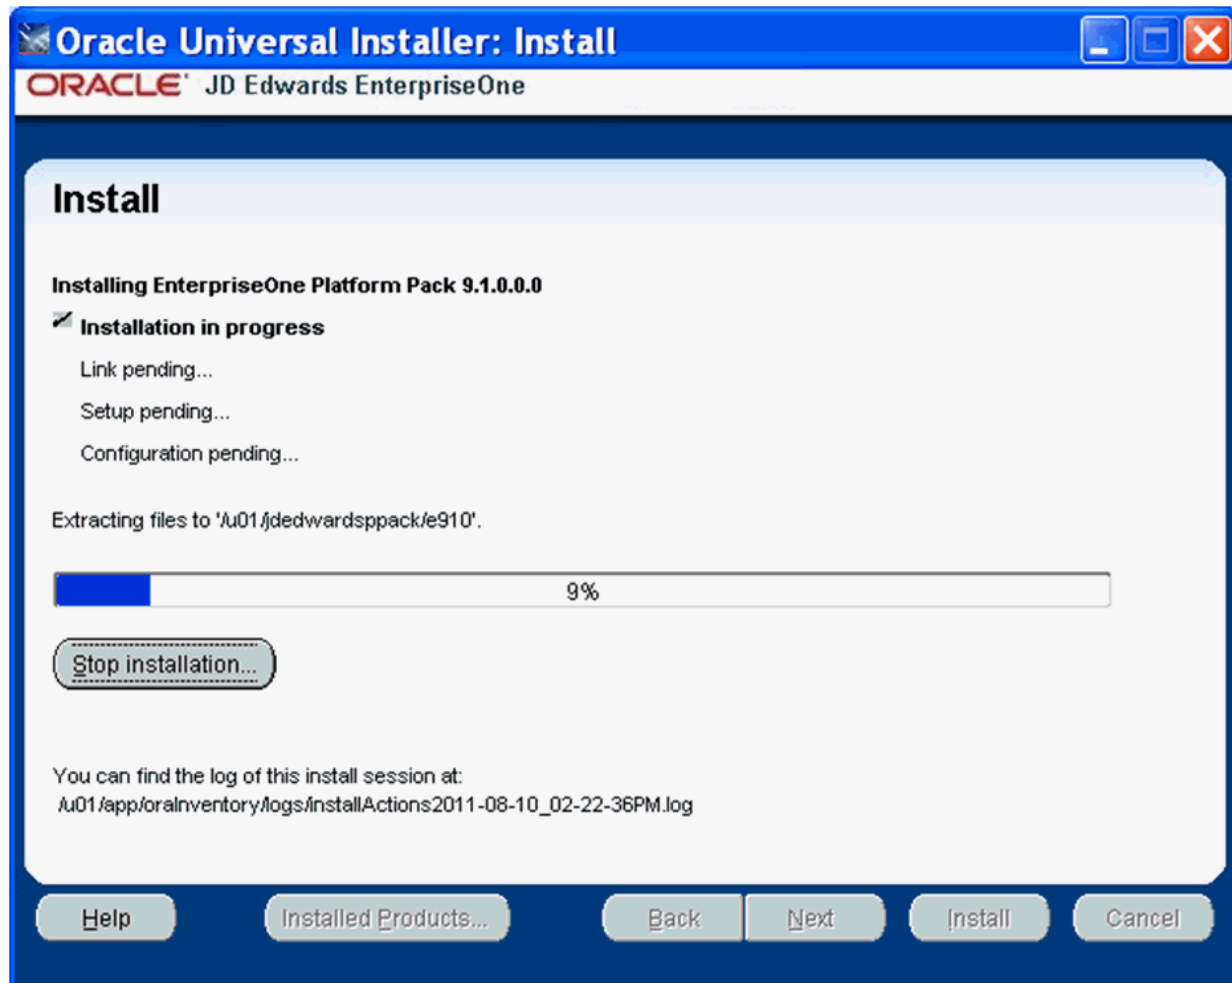 Oracle Universal Installer: Install
ORACLE' JD Edwards EnterpriseOne
Install
Installing EnterpriseOne Platform Pack 9.1.0.0.0
Installation in progress
Link pending...
Setup pending...
Configuration pending...
Extracting files to '/u01/jdedwardsppack/e910'.
9%
Stop installation...
You can find the log of this install session at:
/u01/app/oraInventory/logs/installActions2011-08-10_02-22-36PM.log
Help Installed Products... Back Next Install Cancel